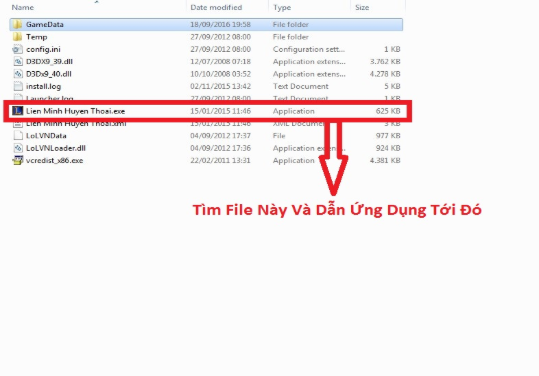 Name Date modified Type Size
GameData 18/09/2016 19:58 File folder
Temp 27/09/2012 08:00 File folder
config.ini 27/09/2012 08:00 Configuration sett... 1 KB
D3DX9_39.dll 12/07/2008 07:18 Application extens... 3.762 KB
D3Dx9_40.dll 10/10/2008 03:52 Application extens... 4.278 KB
install.log 02/11/2015 13:42 Text Document 5 KB
Launcher.log 27/09/2012 08:00 Text Document 1 KB
Lien Minh Huyen Thoai.exe 15/01/2015 11:46 Application 625 KB
Lien Minh Huyen Thoai.xml 15/01/2015 11:46 XML Document 3 KB
LoLVNData 04/09/2012 17:37 File 977 KB
LoLVNLoader.dll 04/09/2012 17:36 Application exten... 924 KB
vcredist_x86.exe 22/02/2011 13:31 Application 4.381 KB
Tìm File Này Và Dẫn Ứng Dụng Tới Đó